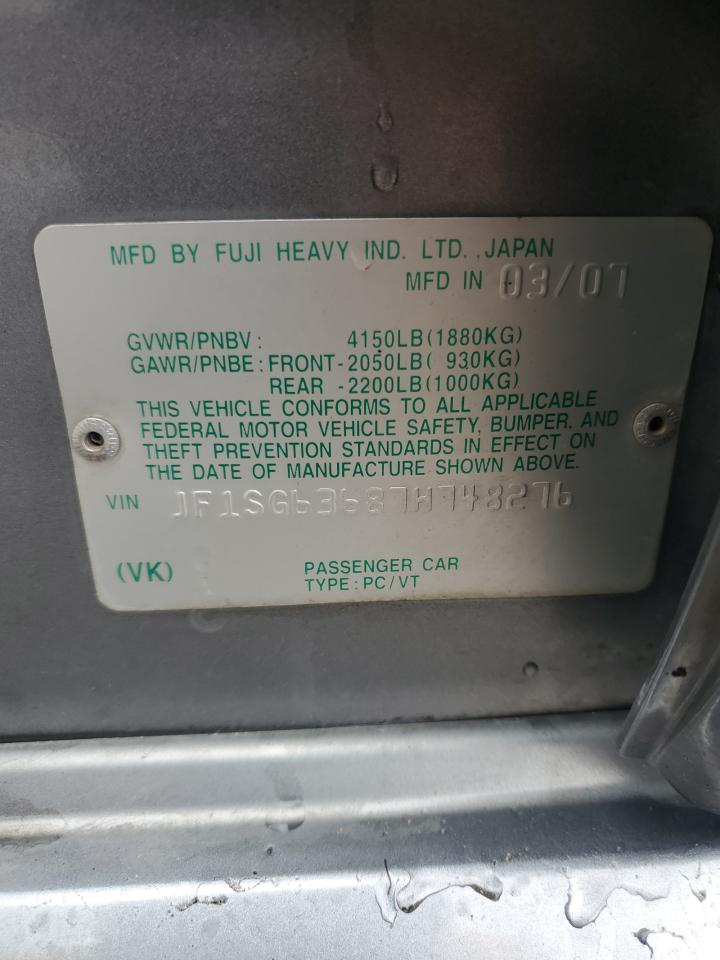 MFD BY FUJI HEAVY IND. LTD., JAPAN
MFD IN 03/07
GVWR/PNBV: 4150LB(1880KG)
GAWR/PNBE: FRONT-2050LB( 930KG)
REAR -2200LB(1000KG)
THIS VEHICLE CONFORMS TO ALL APPLICABLE
FEDERAL MOTOR VEHICLE SAFETY, BUMPER, AND
THEFT PREVENTION STANDARDS IN EFFECT ON
THE DATE OF MANUFACTURE SHOWN ABOVE.
VIN JF1SG63687H748276
(VK)
PASSENGER CAR
TYPE: PC/VT